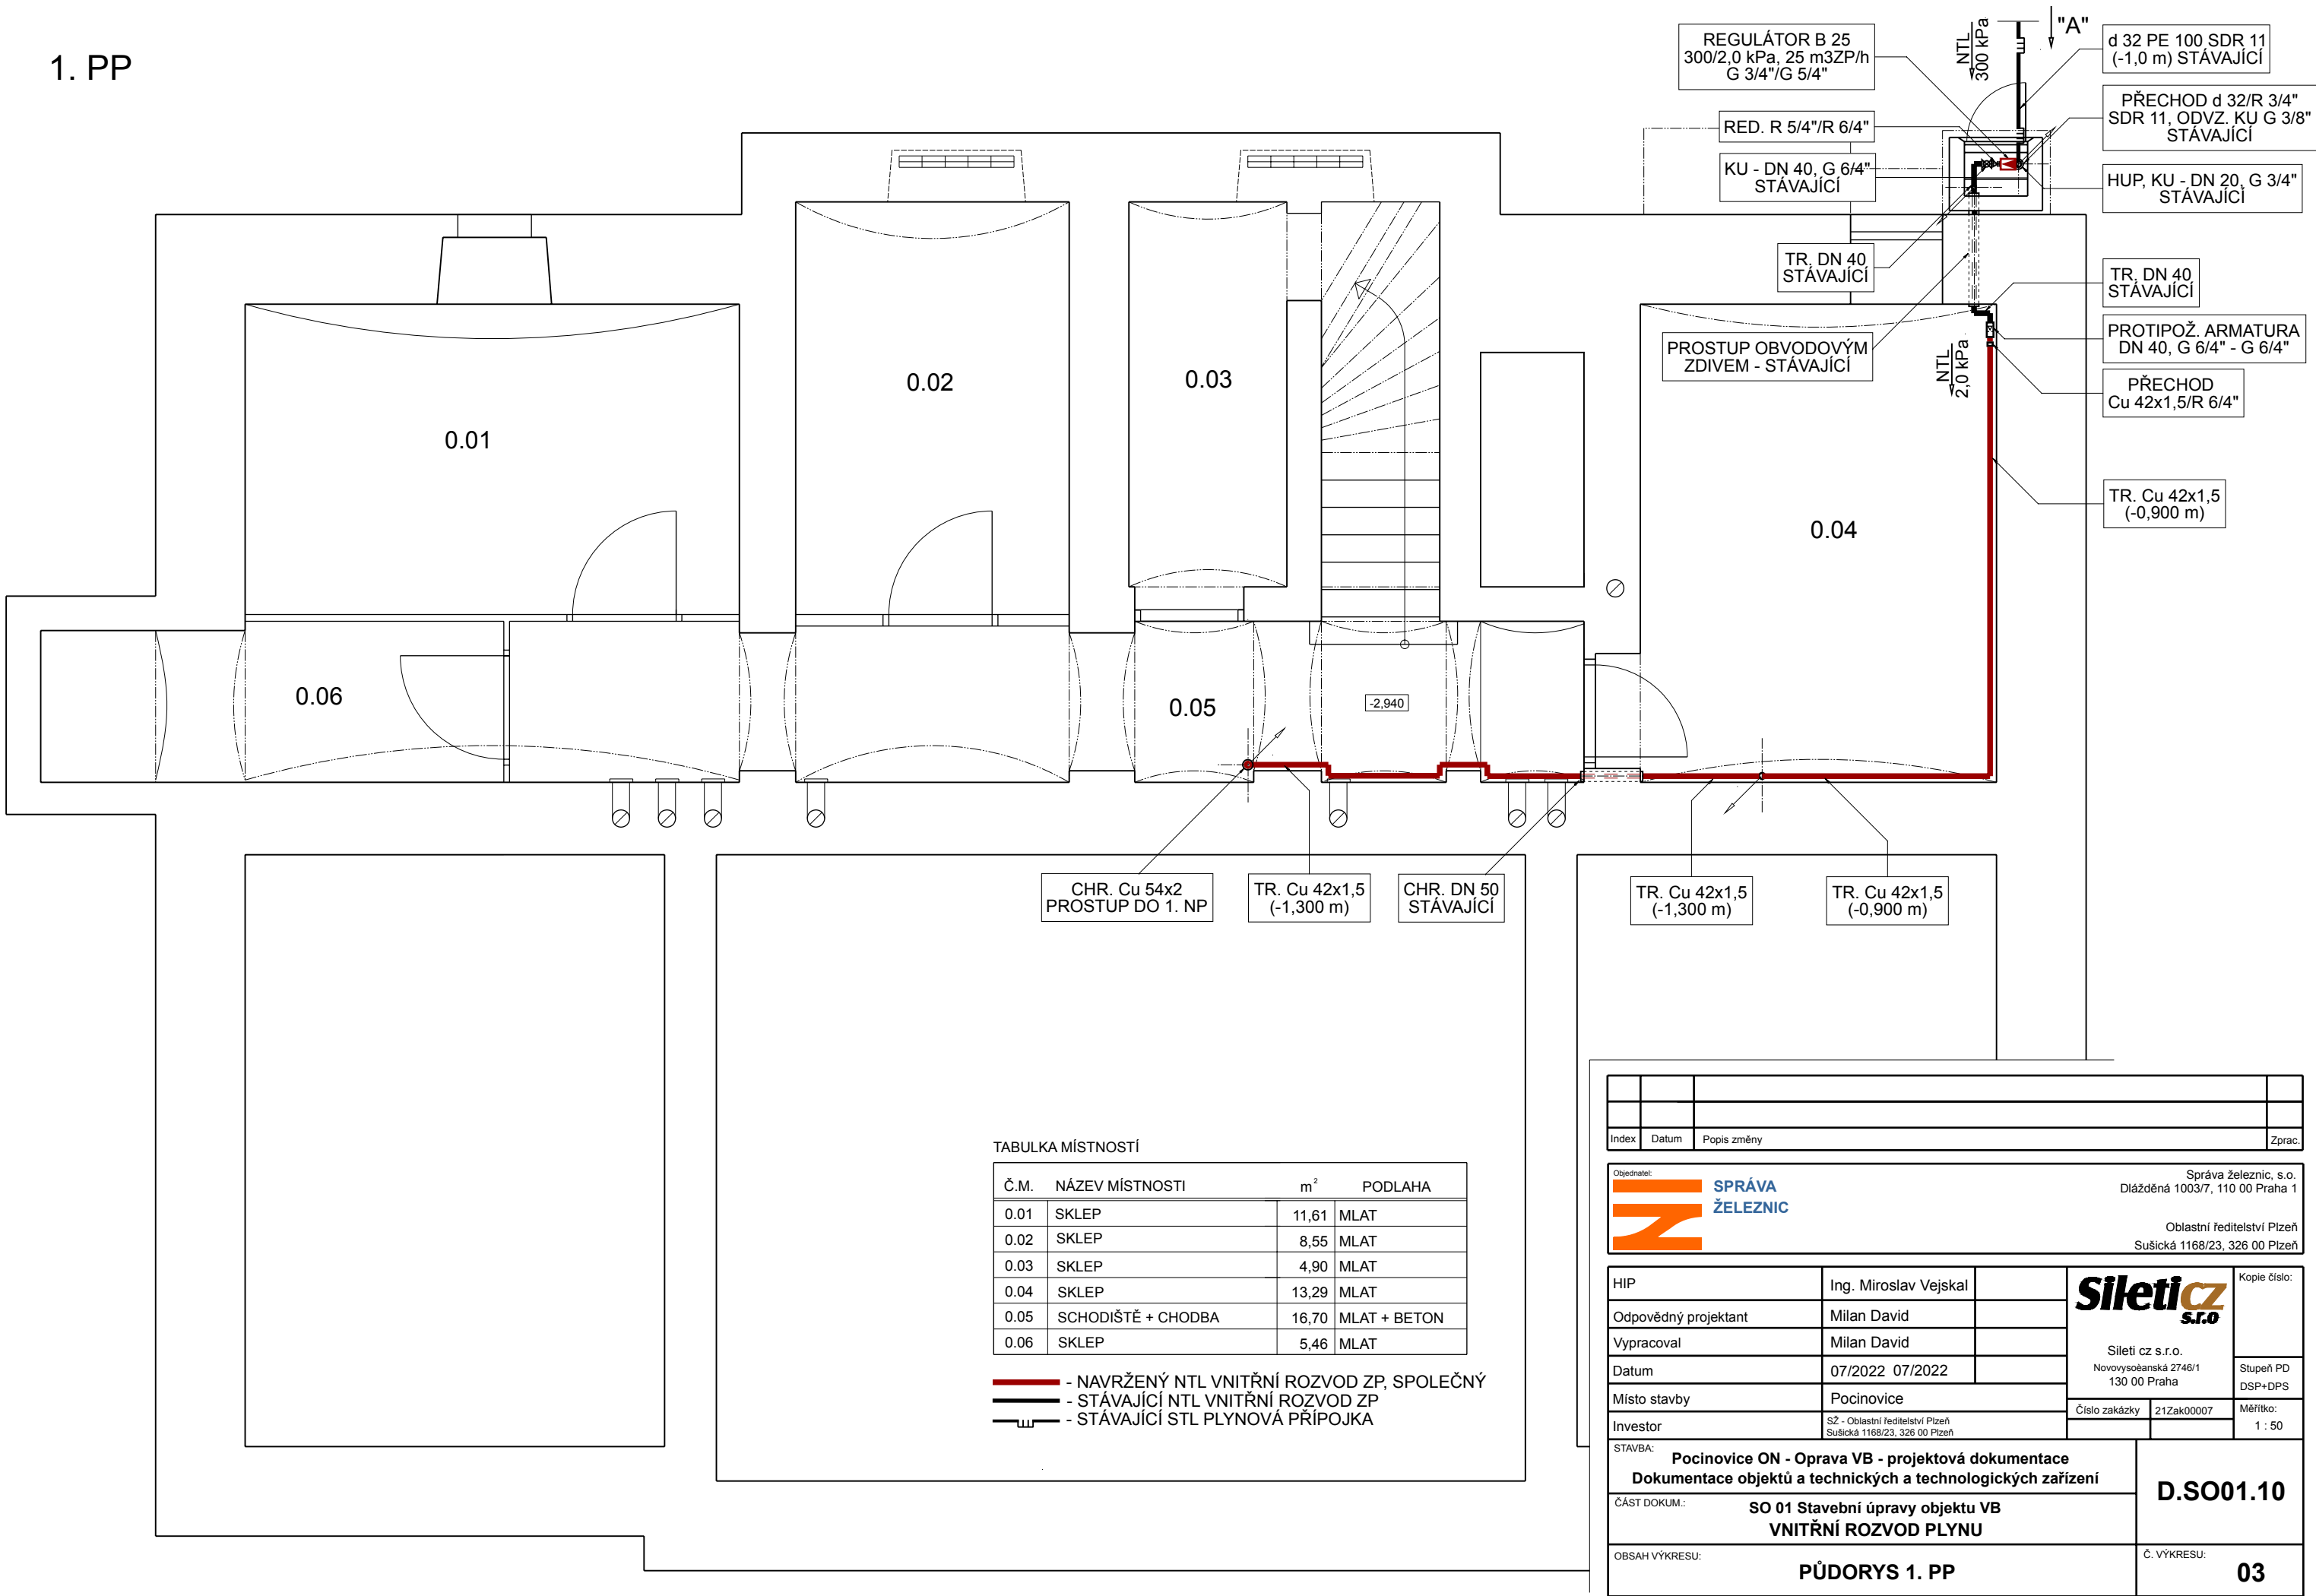 1. PP
REGULÁTOR B 25
300/2,0 kPa, 25 m3ZP/h
G 3/4"/G 5/4"
NTL
300 kPa
"A"
d 32 PE 100 SDR 11
(-1,0 m) STÁVAJÍCÍ
RED. R 5/4"/R 6/4"
PŘECHOD d 32/R 3/4"
SDR 11, ODVZ. KU G 3/8"
STÁVAJÍCÍ
KU - DN 40, G 6/4"
STÁVAJÍCÍ
HUP, KU - DN 20, G 3/4"
STÁVAJÍCÍ
TR. DN 40
STÁVAJÍCÍ
TR. DN 40
STÁVAJÍCÍ
PROSTUP OBVODOVÝM
ZDIVEM - STÁVAJÍCÍ
NTL
2,0 kPa
PROTIPOŽ. ARMATURA
DN 40, G 6/4" - G 6/4"
PŘECHOD
Cu 42x1,5/R 6/4"
TR. Cu 42x1,5
(-0,900 m)
0.01
0.02
0.03
0.04
0.06
0.05
-2,940
CHR. Cu 54x2
PROSTUP DO 1. NP
TR. Cu 42x1,5
(-1,300 m)
CHR. DN 50
STÁVAJÍCÍ
TR. Cu 42x1,5
(-1,300 m)
TR. Cu 42x1,5
(-0,900 m)
TABULKA MÍSTNOSTÍ
Č.M. NÁZEV MÍSTNOSTI m² PODLAHA
0.01 SKLEP 11,61 MLAT
0.02 SKLEP 8,55 MLAT
0.03 SKLEP 4,90 MLAT
0.04 SKLEP 13,29 MLAT
0.05 SCHODIŠTĚ + CHODBA 16,70 MLAT + BETON
0.06 SKLEP 5,46 MLAT
- NAVRŽENÝ NTL VNITŘNÍ ROZVOD ZP, SPOLEČNÝ
- STÁVAJÍCÍ NTL VNITŘNÍ ROZVOD ZP
- STÁVAJÍCÍ STL PLYNOVÁ PŘÍPOJKA
Index Datum Popis změny Zprac.
Objednatel:
SPRÁVA
ŽELEZNIC
Správa železnic, s.o.
Dlážděná 1003/7, 110 00 Praha 1
Oblastní ředitelství Plzeň
Sušická 1168/23, 326 00 Plzeň
HIP Ing. Miroslav Vejskal
Odpovědný projektant Milan David
Vypracoval Milan David
Datum 07/2022 07/2022
Místo stavby Pocinovice
Investor SŽ - Oblastní ředitelství Plzeň
Sušická 1168/23, 326 00 Plzeň
Sileti cz
s.r.o
Sileti cz s.r.o.
Novovysoèanská 2746/1
130 00 Praha
Kopie číslo:
Stupeň PD
DSP+DPS
Číslo zakázky 21Zak00007
Měřítko:
1 : 50
STAVBA:
Pocinovice ON - Oprava VB - projektová dokumentace
Dokumentace objektů a technických a technologických zařízení
D.SO01.10
ČÁST DOKUM.:
SO 01 Stavební úpravy objektu VB
VNITŘNÍ ROZVOD PLYNU
OBSAH VÝKRESU:
PŮDORYS 1. PP
Č. VÝKRESU:
03